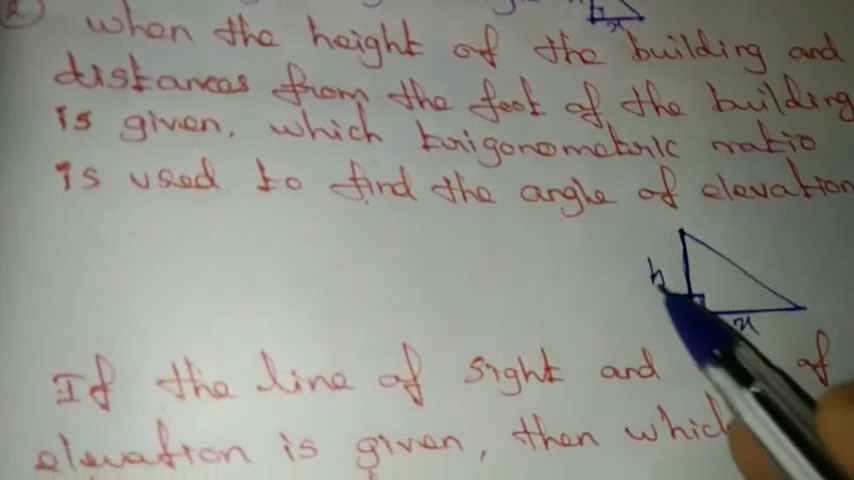 2
x
when the height of the building and
distances from the foot of the building
is given. which trigonometric ratio
is used to find the angle of elevation
h
x
If the line of sight and of
elevation is given, then which